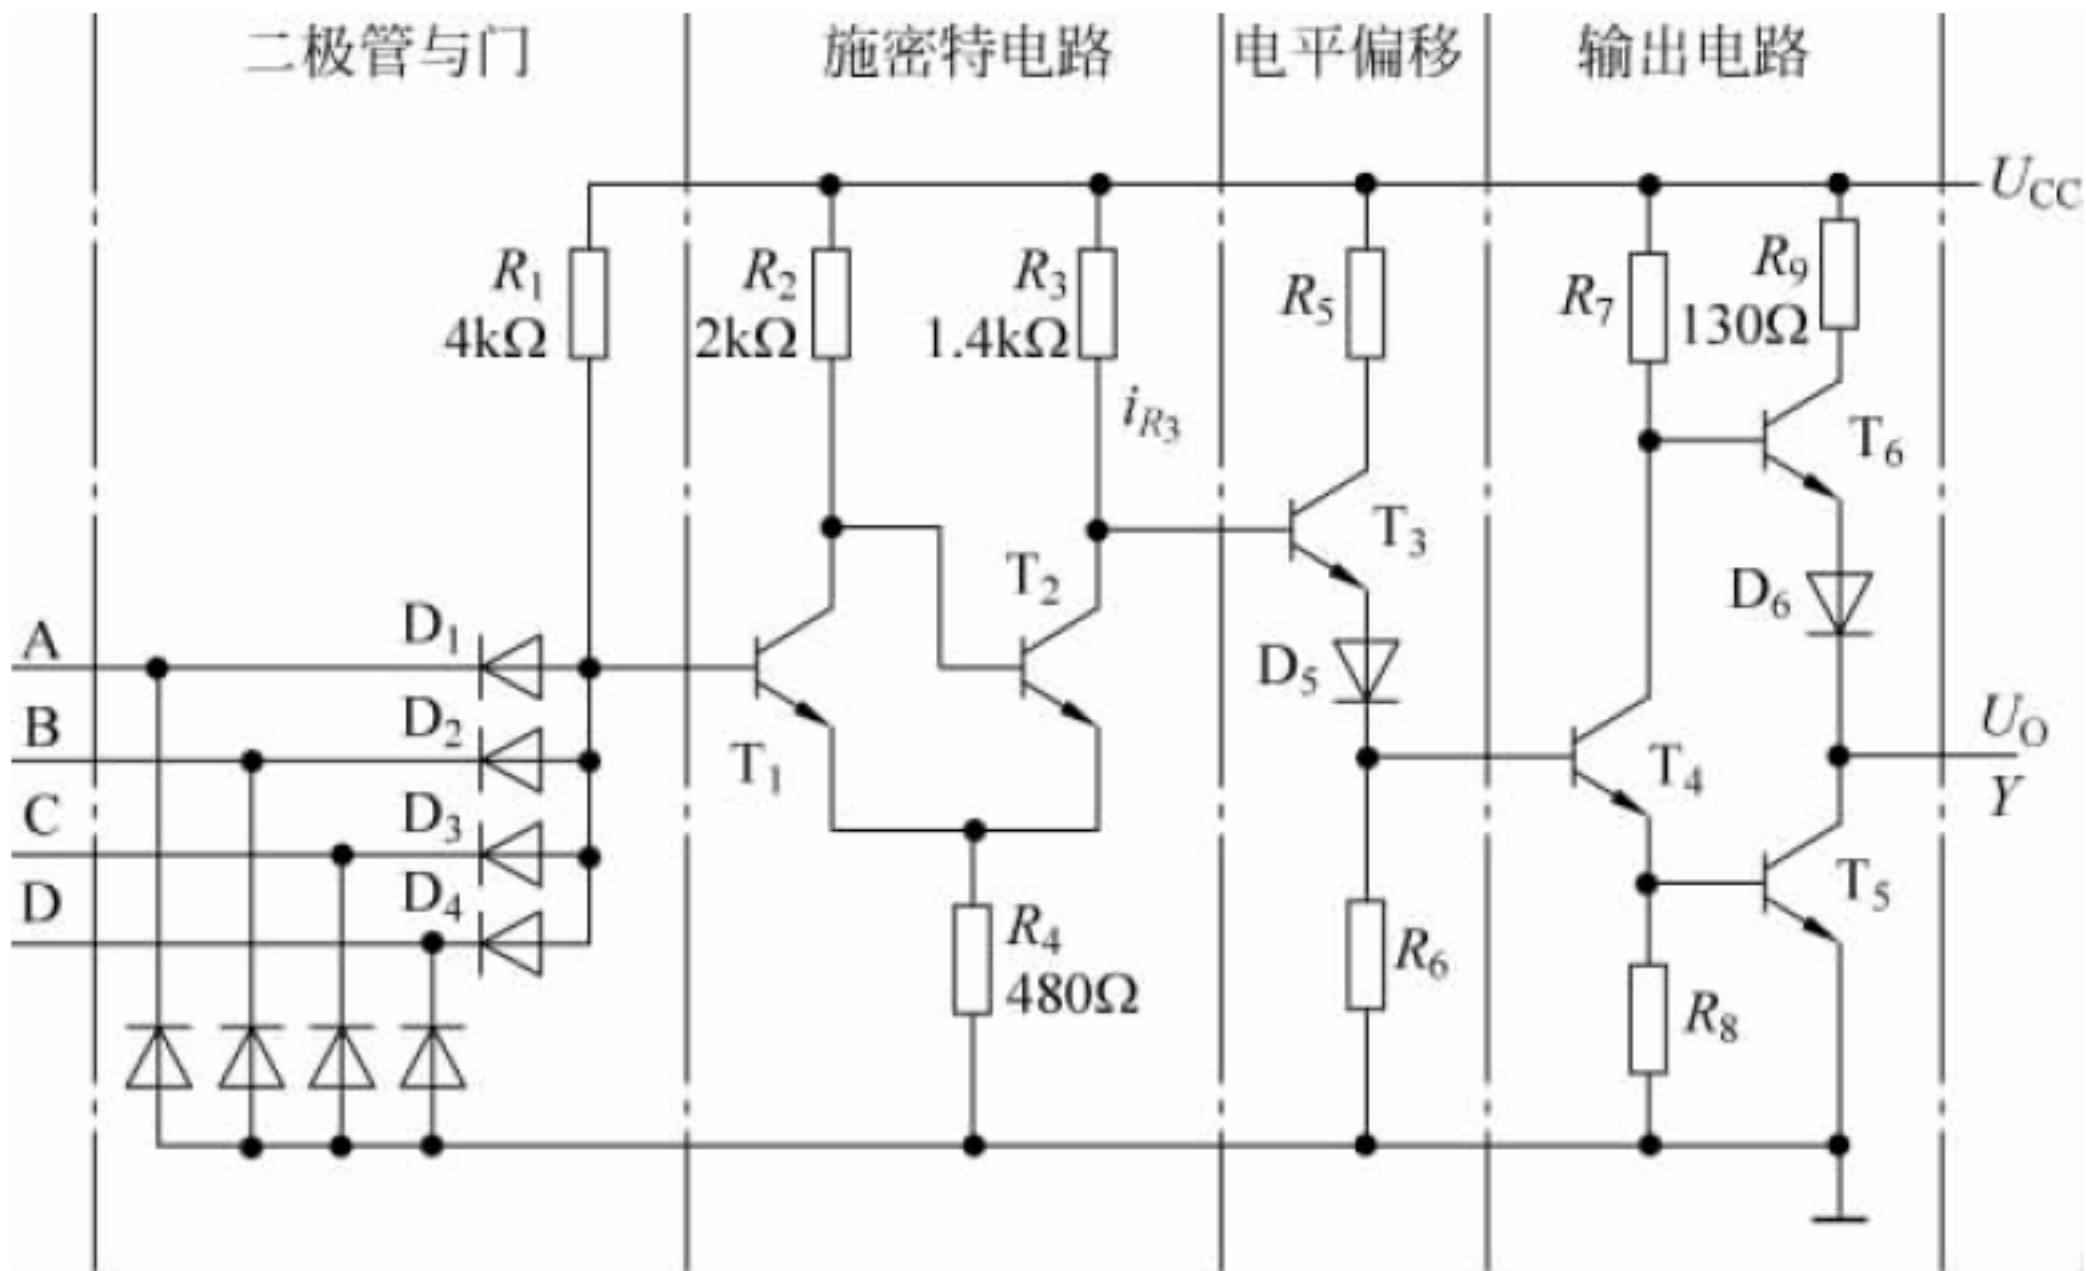 二极管与门
施密特电路
电平偏移
输出电路
U_CC
R_1
4kΩ
R_2
2kΩ
R_3
1.4kΩ
i_R3
R_5
R_7
R_9
130Ω
T_6
T_3
T_2
D_6
A
D_1
B
D_2
T_1
D_5
T_4
U_O
Y
C
D_3
D
D_4
R_4
480Ω
R_6
T_5
R_8